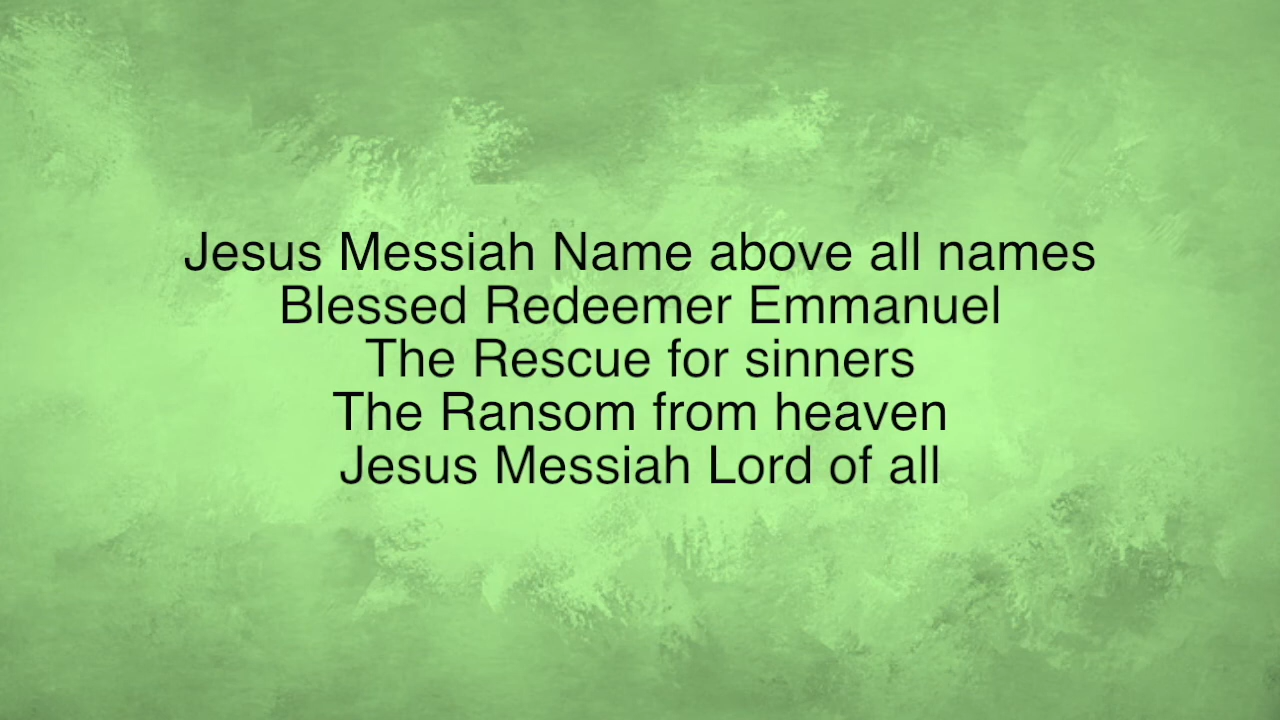 Jesus Messiah Name above all names
Blessed Redeemer Emmanuel
The Rescue for sinners
The Ransom from heaven
Jesus Messiah Lord of all